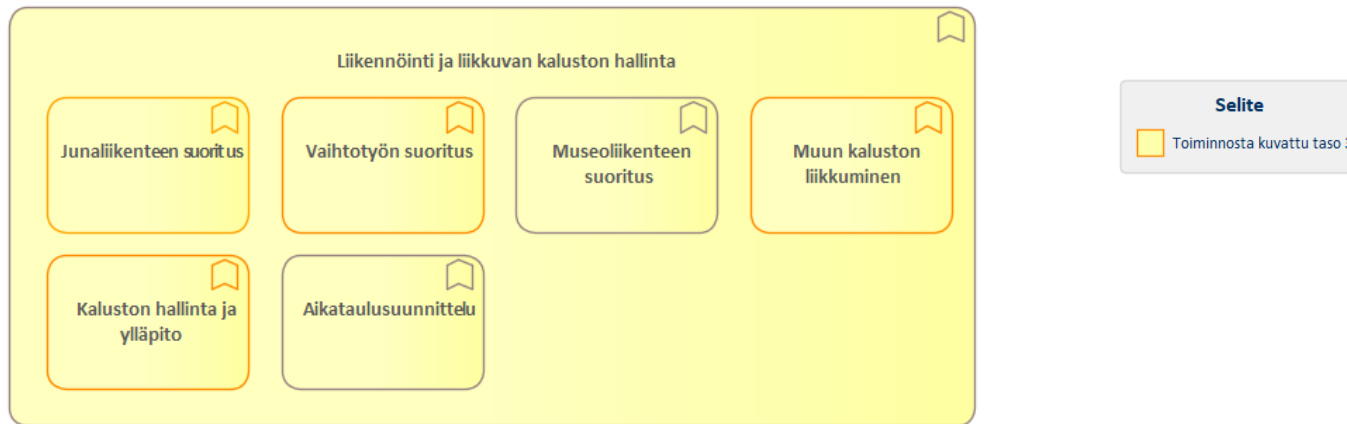 Liikennöinti ja liikkuvan kaluston hallinta
Junaliikenteen suoritus
Vaihtotyön suoritus
Museoliikenteen
suoritus
Muun kaluston
liikkuminen
Kaluston hallinta ja
ylläpito
Aikataulusuunnittelu
Selite
Toiminnosta kuvattu taso